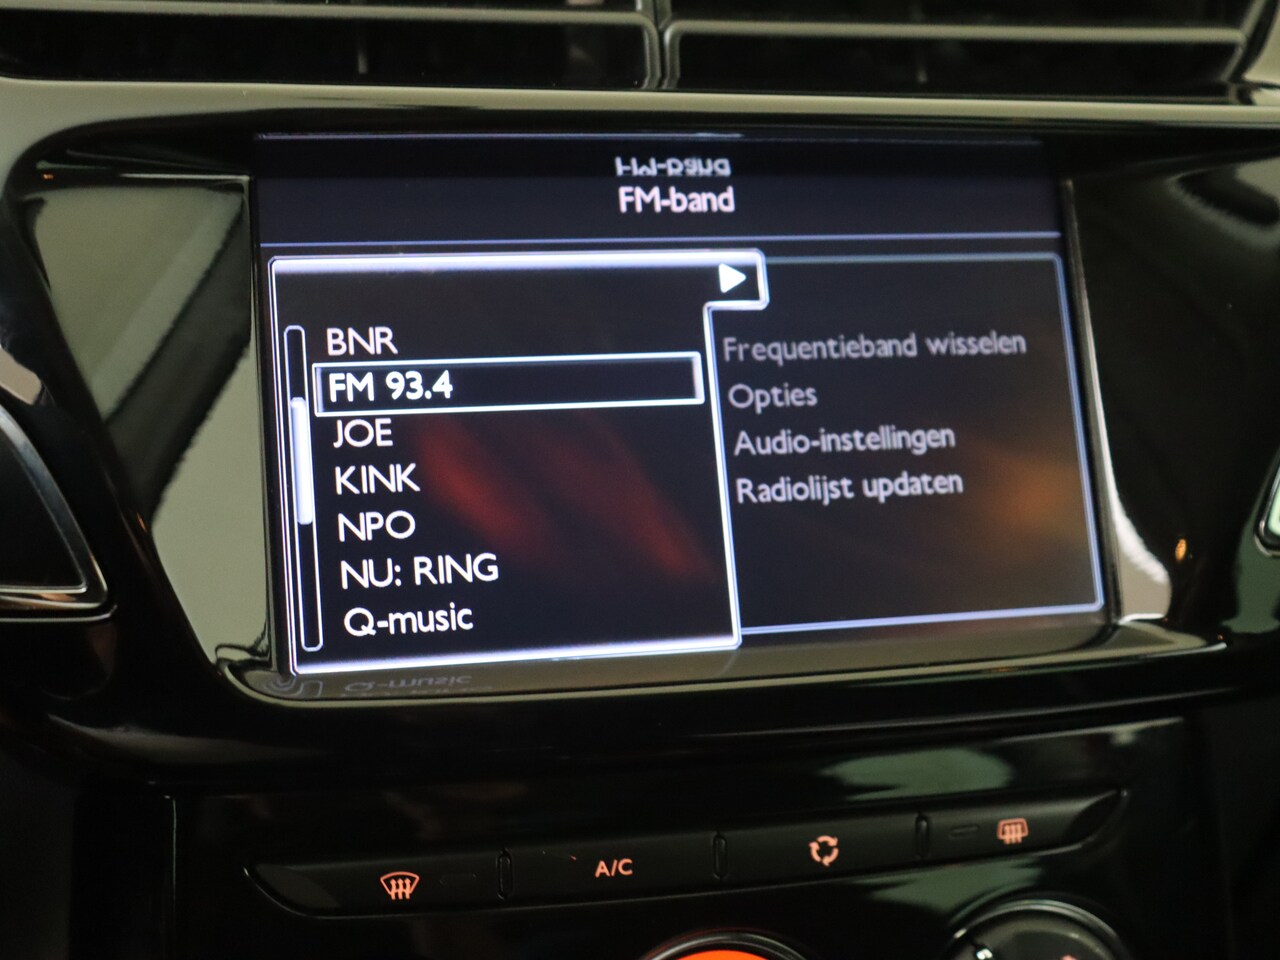 FM-band
BNR
FM 93.4
JOE
KINK
NPO
NU: RING
Q-music
Frequentieband wisselen
Opties
Audio-instellingen
Radiolijst updaten
A/C